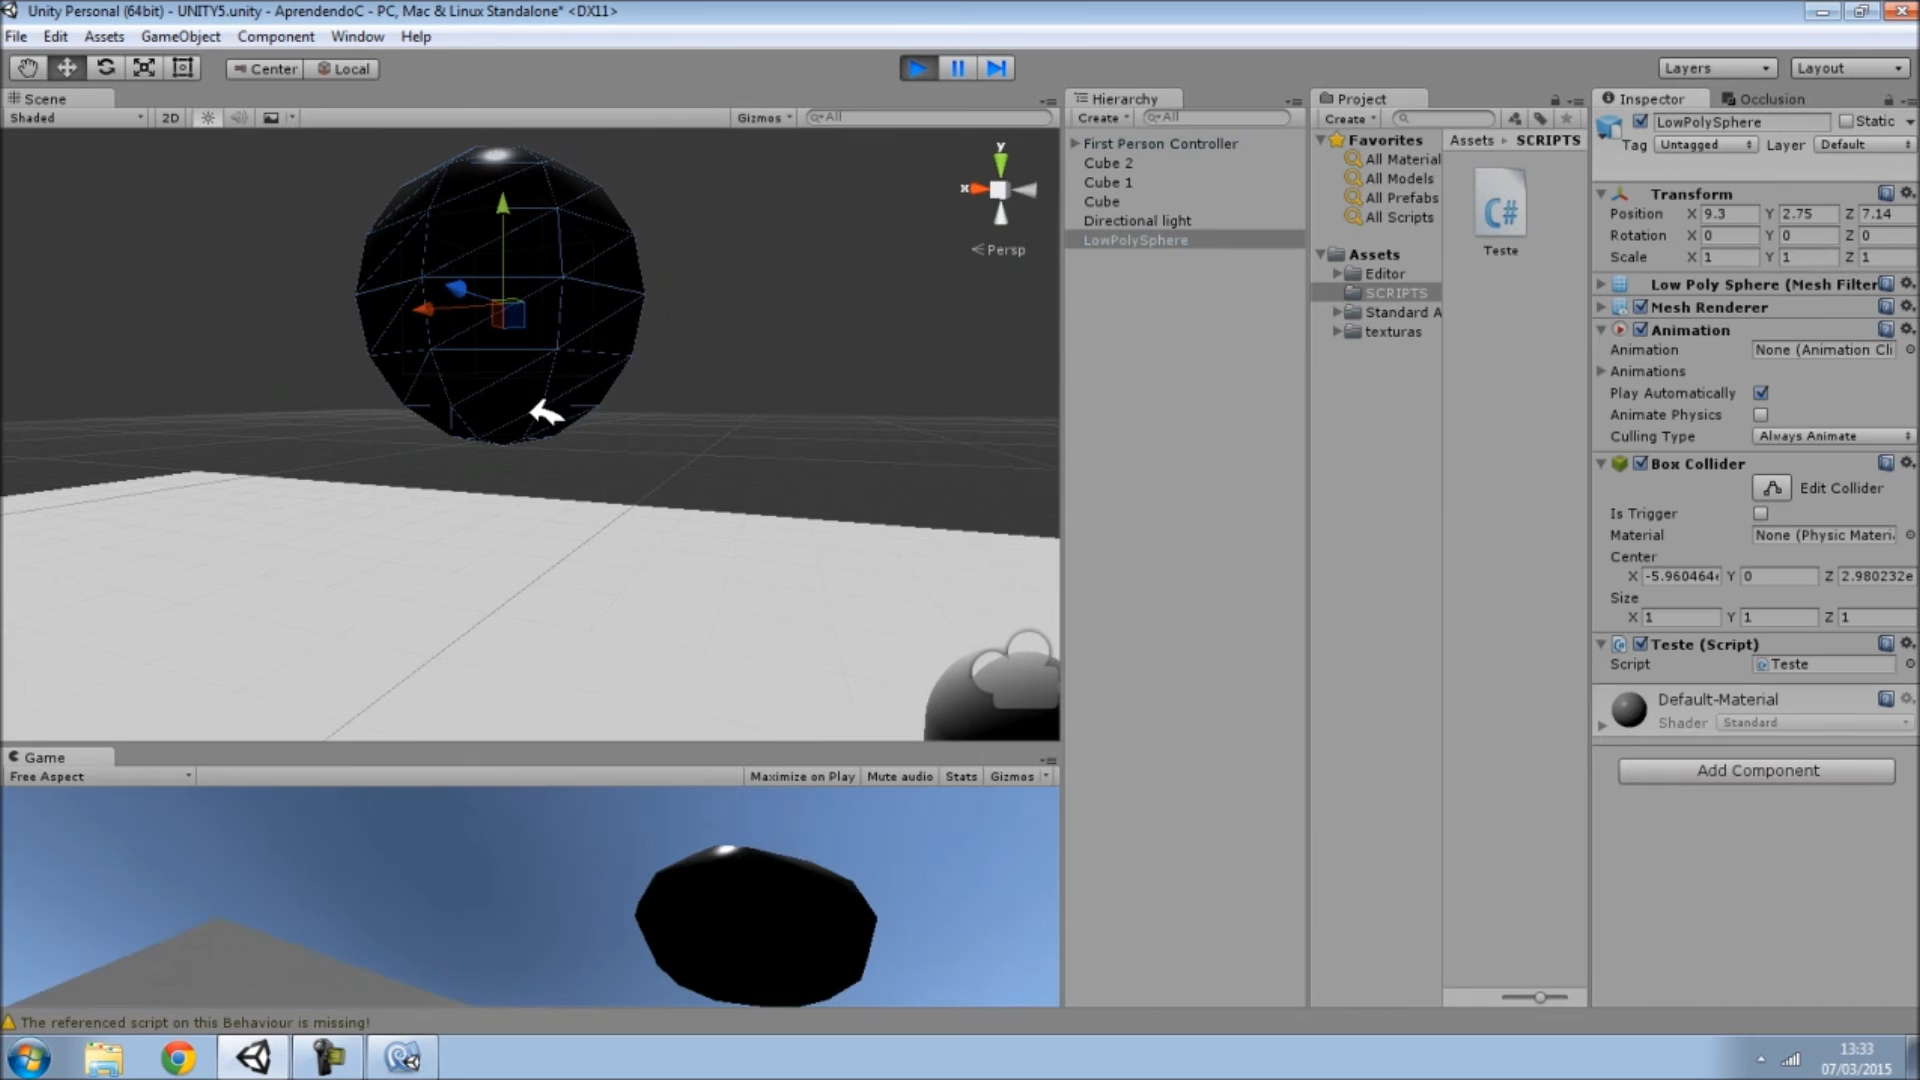 Unity Personal (64bit) - UNITY5.unity - AprendendoC - PC, Mac & Linux Standalone* <DX11>
File Edit Assets GameObject Component Window Help
Center Local
Layers Layout
Scene
Shaded 2D Gizmos All
y
x
Persp
Hierarchy
Create All
First Person Controller
Cube 2
Cube 1
Cube
Directional light
LowPolySphere
Project
Create
Favorites
All Material
All Models
All Prefabs
All Scripts
Assets
Editor
SCRIPTS
Standard A
texturas
Assets SCRIPTS
C#
Teste
Inspector Occlusion
LowPolySphere Static
Tag Untagged Layer Default
Transform
Position X 9.3 Y 2.75 Z 7.14
Rotation X 0 Y 0 Z 0
Scale X 1 Y 1 Z 1
Low Poly Sphere (Mesh Filter
Mesh Renderer
Animation
Animation None (Animation Cli
Animations
Play Automatically
Animate Physics
Culling Type Always Animate
Box Collider
Edit Collider
Is Trigger
Material None (Physic Materi
Center
X -5.960464e Y 0 Z 2.980232e
Size
X 1 Y 1 Z 1
Teste (Script)
Script Teste
Default-Material
Shader Standard
Add Component
Game
Free Aspect Maximize on Play Mute audio Stats Gizmos
The referenced script on this Behaviour is missing!
13:33
07/03/2015